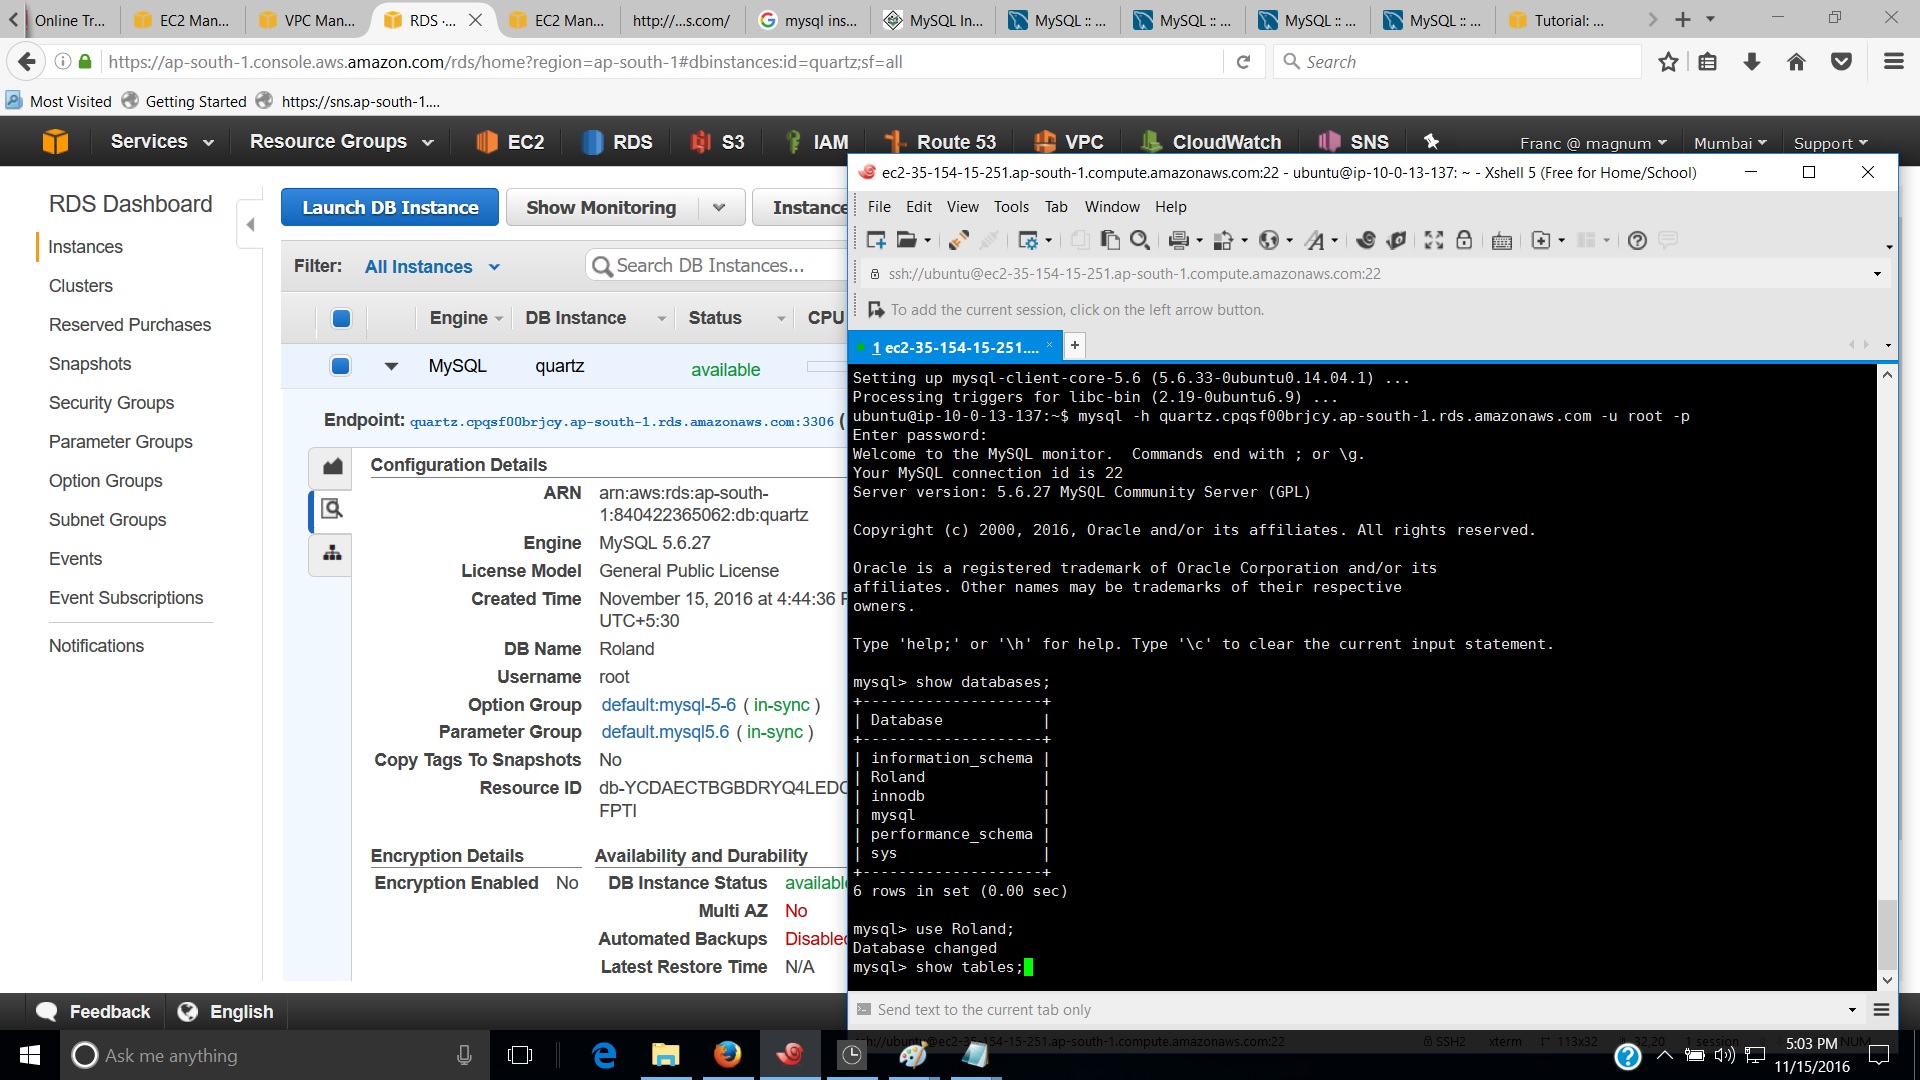 Online Tr...
EC2 Man...
VPC Man...
RDS ·...
EC2 Man...
http://...s.com/
mysql ins...
MySQL In...
MySQL :: ...
MySQL :: ...
MySQL :: ...
MySQL :: ...
Tutorial: ...
https://ap-south-1.console.aws.amazon.com/rds/home?region=ap-south-1#dbinstances:id=quartz;sf=all
Search
Most Visited
Getting Started
https://sns.ap-south-1....
Services
Resource Groups
EC2
RDS
S3
IAM
Route 53
VPC
CloudWatch
SNS
Franc @ magnum
Mumbai
Support
RDS Dashboard
Instances
Clusters
Reserved Purchases
Snapshots
Security Groups
Parameter Groups
Option Groups
Subnet Groups
Events
Event Subscriptions
Notifications
Launch DB Instance
Show Monitoring
Instance
Filter:
All Instances
Search DB Instances...
Engine
DB Instance
Status
CPU
MySQL
quartz
available
Endpoint: quartz.cpqsf00brjcy.ap-south-1.rds.amazonaws.com:3306 (
Configuration Details
ARN arn:aws:rds:ap-south-
1:840422365062:db:quartz
Engine MySQL 5.6.27
License Model General Public License
Created Time November 15, 2016 at 4:44:36
UTC+5:30
DB Name Roland
Username root
Option Group default:mysql-5-6 ( in-sync )
Parameter Group default.mysql5.6 ( in-sync )
Copy Tags To Snapshots No
Resource ID db-YCDAECTBGBDRYQ4LED
FPTI
Encryption Details
Encryption Enabled No
Availability and Durability
DB Instance Status availabl
Multi AZ No
Automated Backups Disable
Latest Restore Time N/A
Feedback
English
ec2-35-154-15-251.ap-south-1.compute.amazonaws.com:22 - ubuntu@ip-10-0-13-137: ~ - Xshell 5 (Free for Home/School)
File Edit View Tools Tab Window Help
ssh://ubuntu@ec2-35-154-15-251.ap-south-1.compute.amazonaws.com:22
To add the current session, click on the left arrow button.
1 ec2-35-154-15-251....
Setting up mysql-client-core-5.6 (5.6.33-0ubuntu0.14.04.1) ...
Processing triggers for libc-bin (2.19-0ubuntu6.9) ...
ubuntu@ip-10-0-13-137:~$ mysql -h quartz.cpqsf00brjcy.ap-south-1.rds.amazonaws.com -u root -p
Enter password:
Welcome to the MySQL monitor.  Commands end with ; or \g.
Your MySQL connection id is 22
Server version: 5.6.27 MySQL Community Server (GPL)
Copyright (c) 2000, 2016, Oracle and/or its affiliates. All rights reserved.
Oracle is a registered trademark of Oracle Corporation and/or its
affiliates. Other names may be trademarks of their respective
owners.
Type 'help;' or '\h' for help. Type '\c' to clear the current input statement.
mysql> show databases;
+--------------------+
| Database           |
+--------------------+
| information_schema |
| Roland             |
| innodb             |
| mysql              |
| performance_schema |
| sys                |
+--------------------+
6 rows in set (0.00 sec)
mysql> use Roland;
Database changed
mysql> show tables;
Send text to the current tab only
ssh://ubuntu@ec2-35-154-15-251.ap-south-1.compute.amazonaws.com:22
SSH2
xterm
113x32
32,20
1 session
NUM
Ask me anything
5:03 PM
11/15/2016